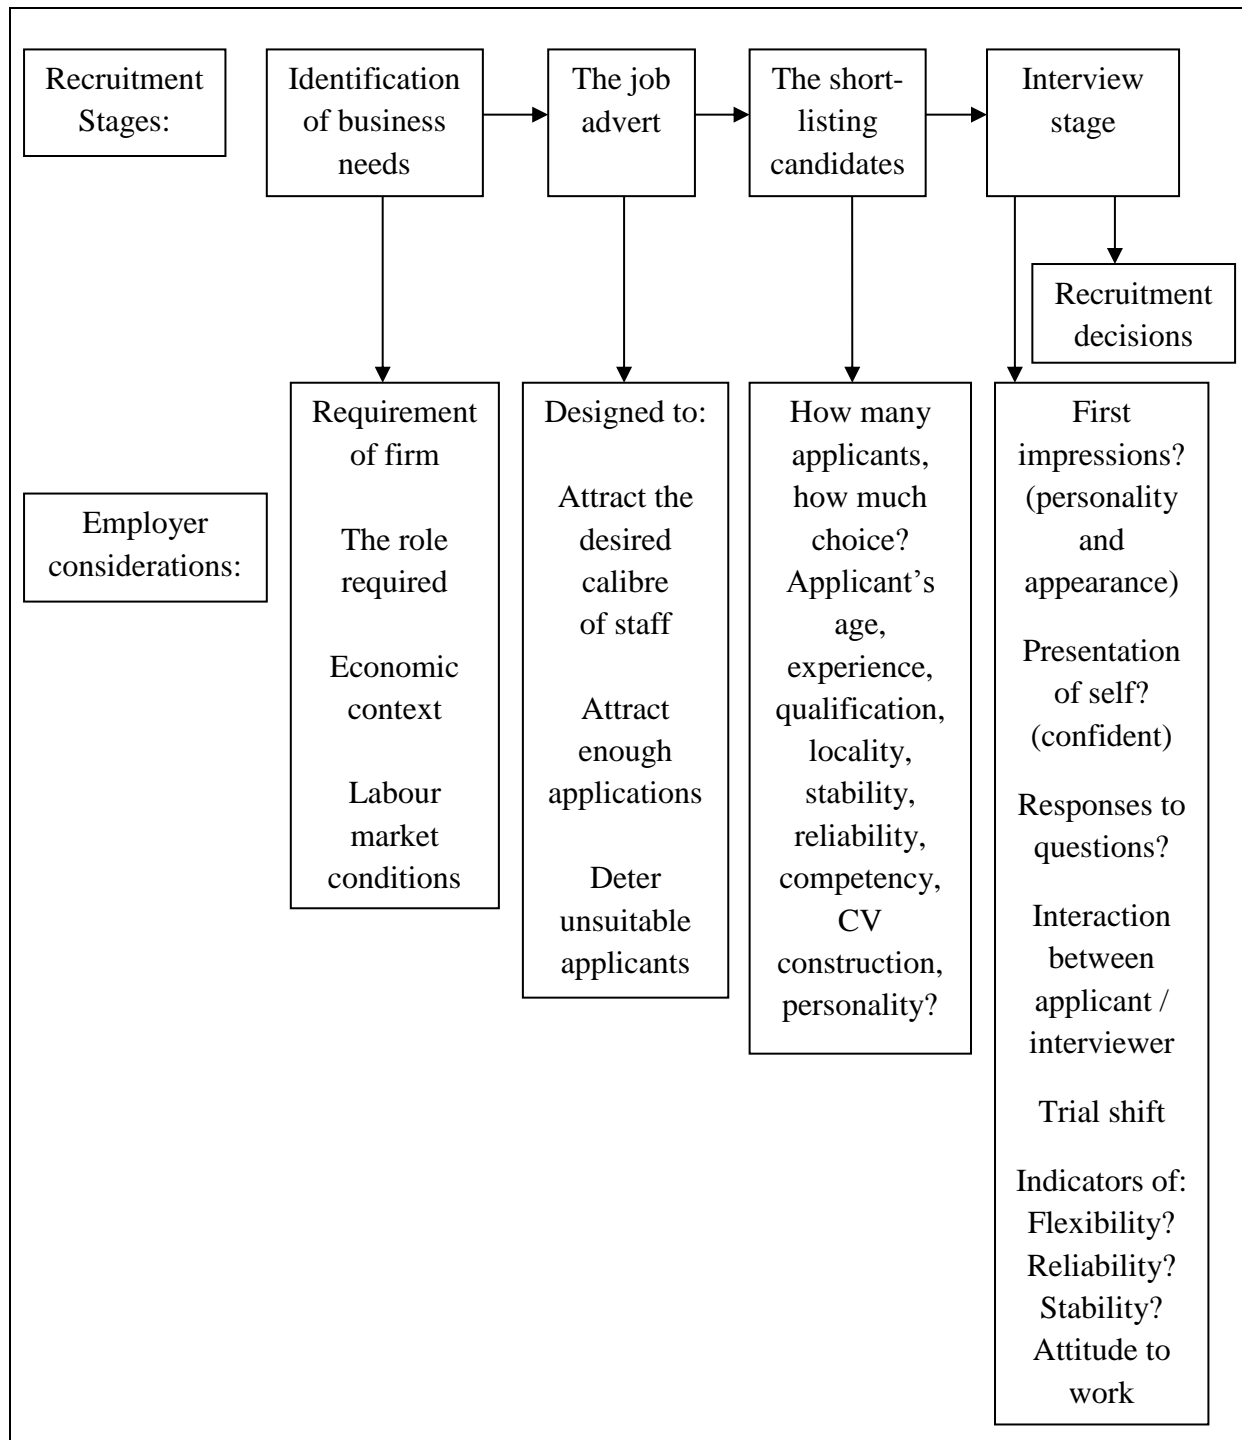 Recruitment
Stages:
Identification
of business
needs
The job
advert
The short-
listing
candidates
Interview
stage
Recruitment
decisions
Employer
considerations:
Requirement
of firm
The role
required
Economic
context
Labour
market
conditions
Designed to:
Attract the
desired
calibre
of staff
Attract
enough
applications
Deter
unsuitable
applicants
How many
applicants,
how much
choice?
Applicant’s
age,
experience,
qualification,
locality,
stability,
reliability,
competency,
CV
construction,
personality?
First
impressions?
(personality
and
appearance)
Presentation
of self?
(confident)
Responses to
questions?
Interaction
between
applicant /
interviewer
Trial shift
Indicators of:
Flexibility?
Reliability?
Stability?
Attitude to
work